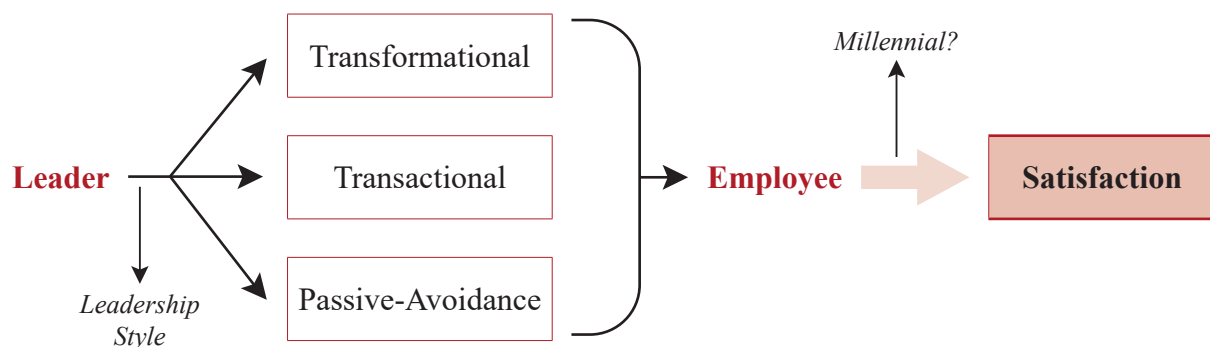 Leader
Leadership
Style
Transformational
Transactional
Passive-Avoidance
Employee
Millennial?
Satisfaction